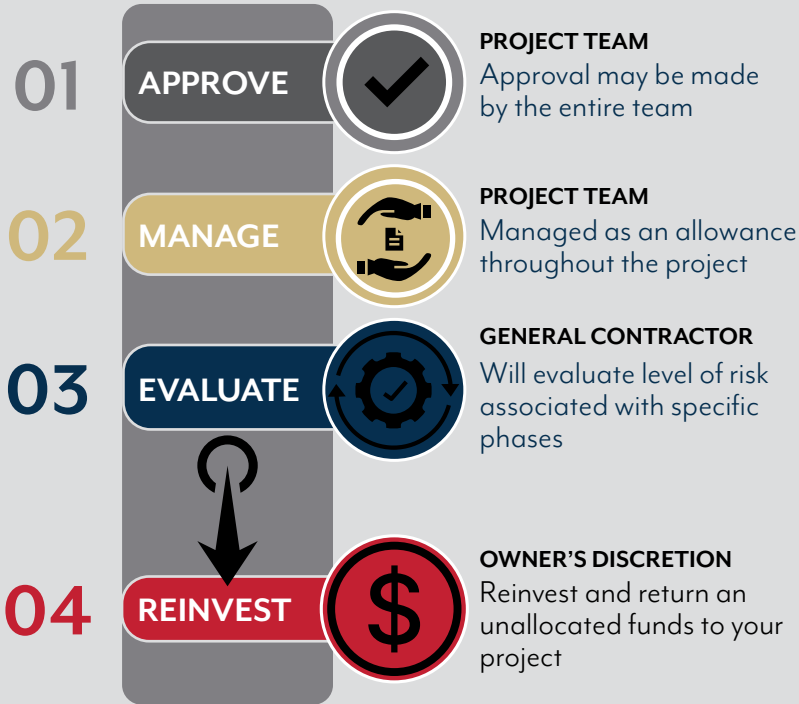 01
APPROVE
PROJECT TEAM
Approval may be made
by the entire team
02
MANAGE
PROJECT TEAM
Managed as an allowance
throughout the project
03
EVALUATE
GENERAL CONTRACTOR
Will evaluate level of risk
associated with specific
phases
04
REINVEST
$
OWNER'S DISCRETION
Reinvest and return an
unallocated funds to your
project